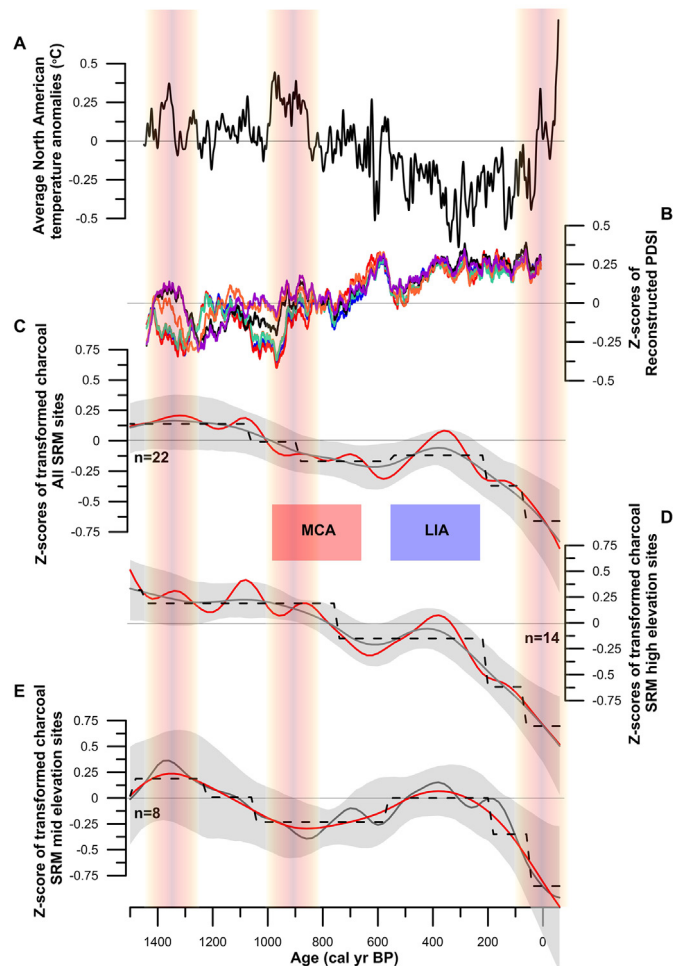 A
Average North American
temperature anomalies (°C)
0.5
0.25
0
-0.25
-0.5
B
Z-scores of
Reconstructed PDSI
0.5
0.25
0
-0.25
-0.5
C
Z-scores of transformed charcoal
All SRM sites
0.75
0.5
0.25
0
-0.25
-0.5
-0.75
n=22
MCA
LIA
D
Z-scores of transformed charcoal
SRM high elevation sites
0.75
0.5
0.25
0
-0.25
-0.5
-0.75
n=14
E
Z-score of transformed charcoal
SRM mid elevation sites
0.75
0.5
0.25
0
-0.25
-0.5
-0.75
n=8
1400
1200
1000
800
600
400
200
0
Age (cal yr BP)